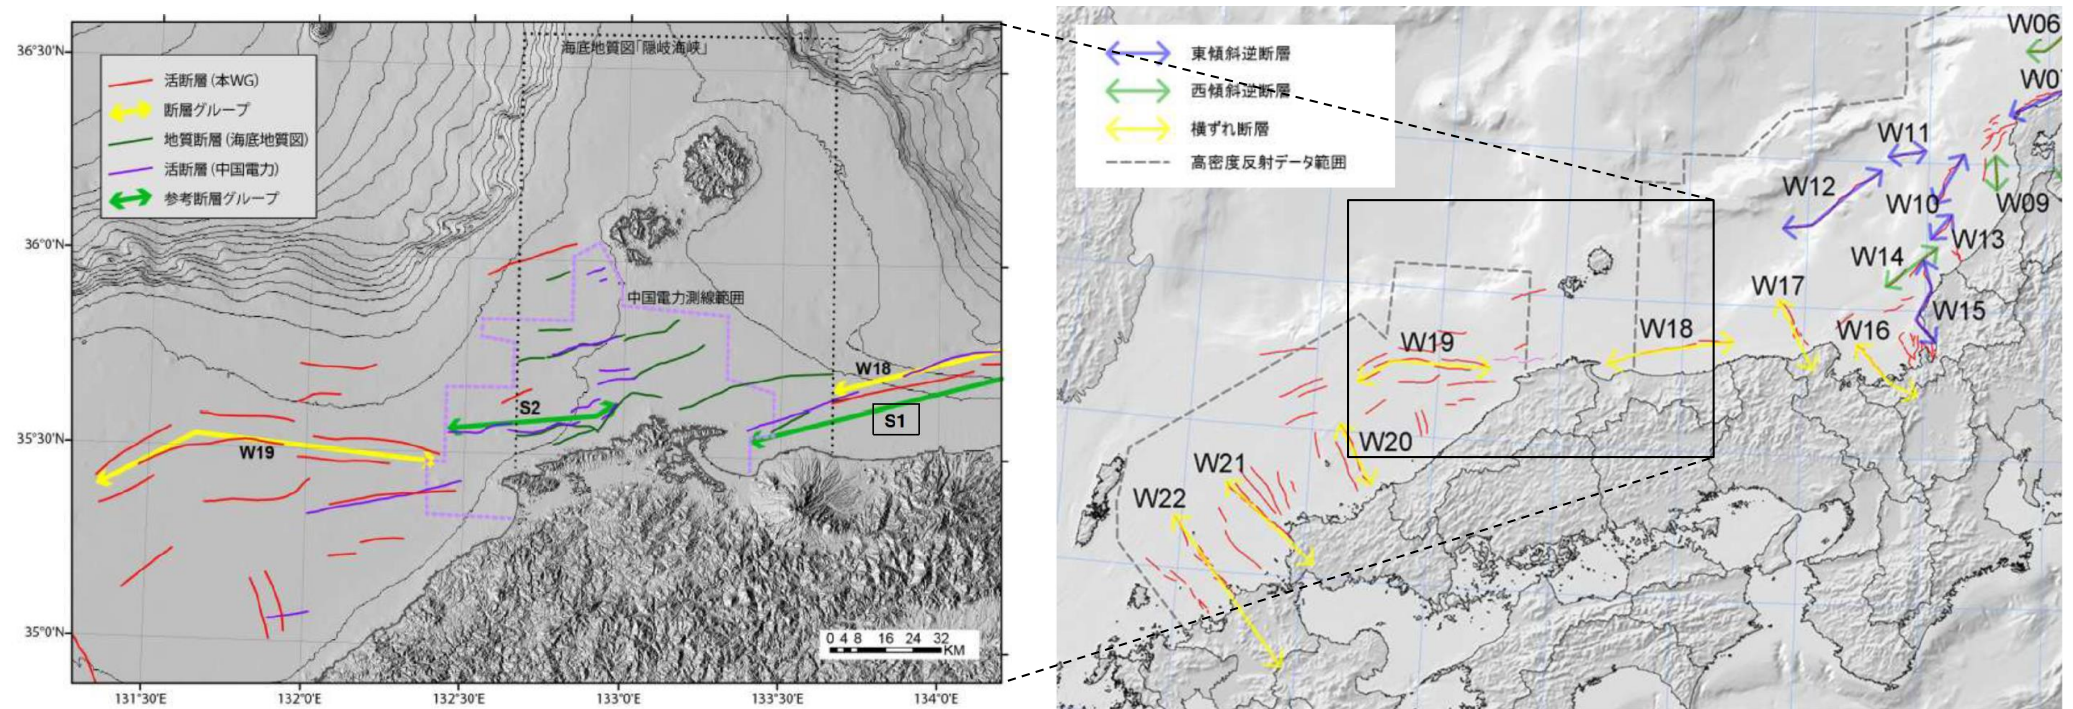 36°30'N
36°0'N
35°30'N
35°0'N
131°30'E
132°0'E
132°30'E
133°0'E
133°30'E
134°0'E
活断層(本WG)
断層グループ
地質断層(海底地質図)
活断層(中国電力)
参考断層グループ
海底地質図「隠岐海峡」
中国電力測線範囲
W18
S1
S2
W19
0 4 8 16 24 32
KM
東傾斜逆断層
西傾斜逆断層
横ずれ断層
高密度反射データ範囲
W06
W0
W11
W12
W10
W09
W13
W14
W17
W15
W16
W18
W19
W20
W21
W22